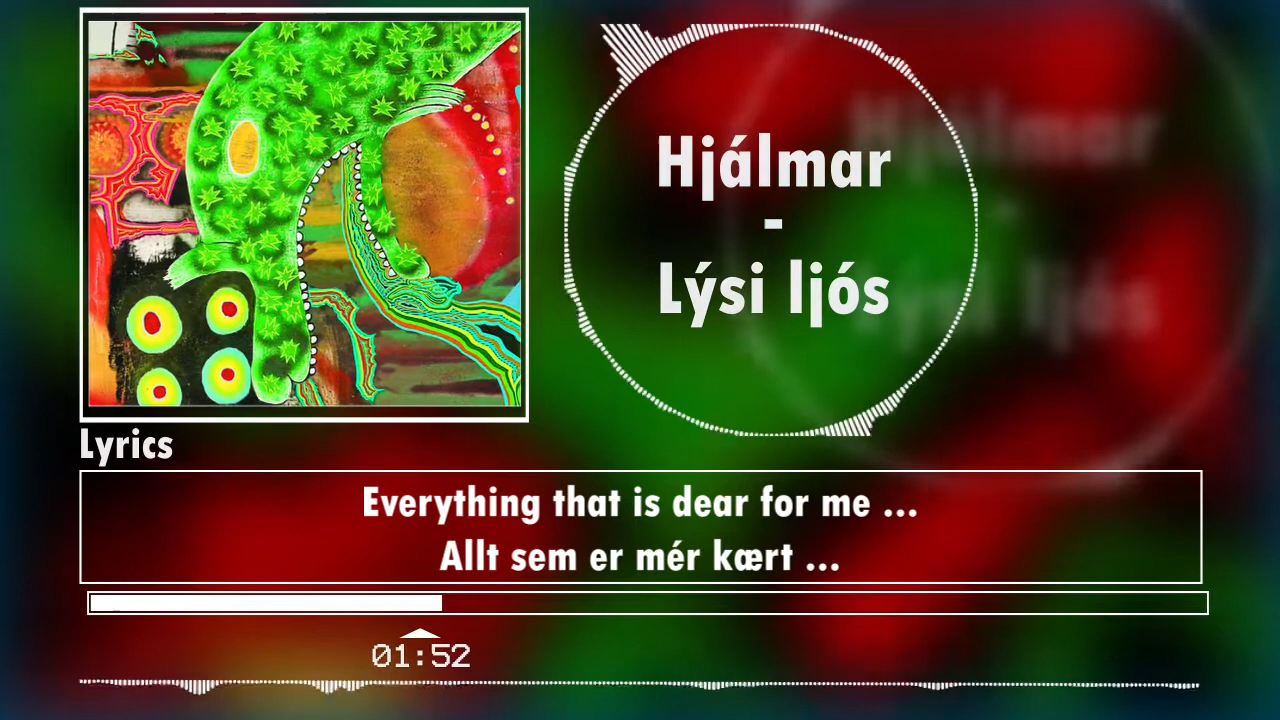 Hjálmar
-
Lýsi ljós
Lyrics
Everything that is dear for me ...
Allt sem er mér kært ...
01:52